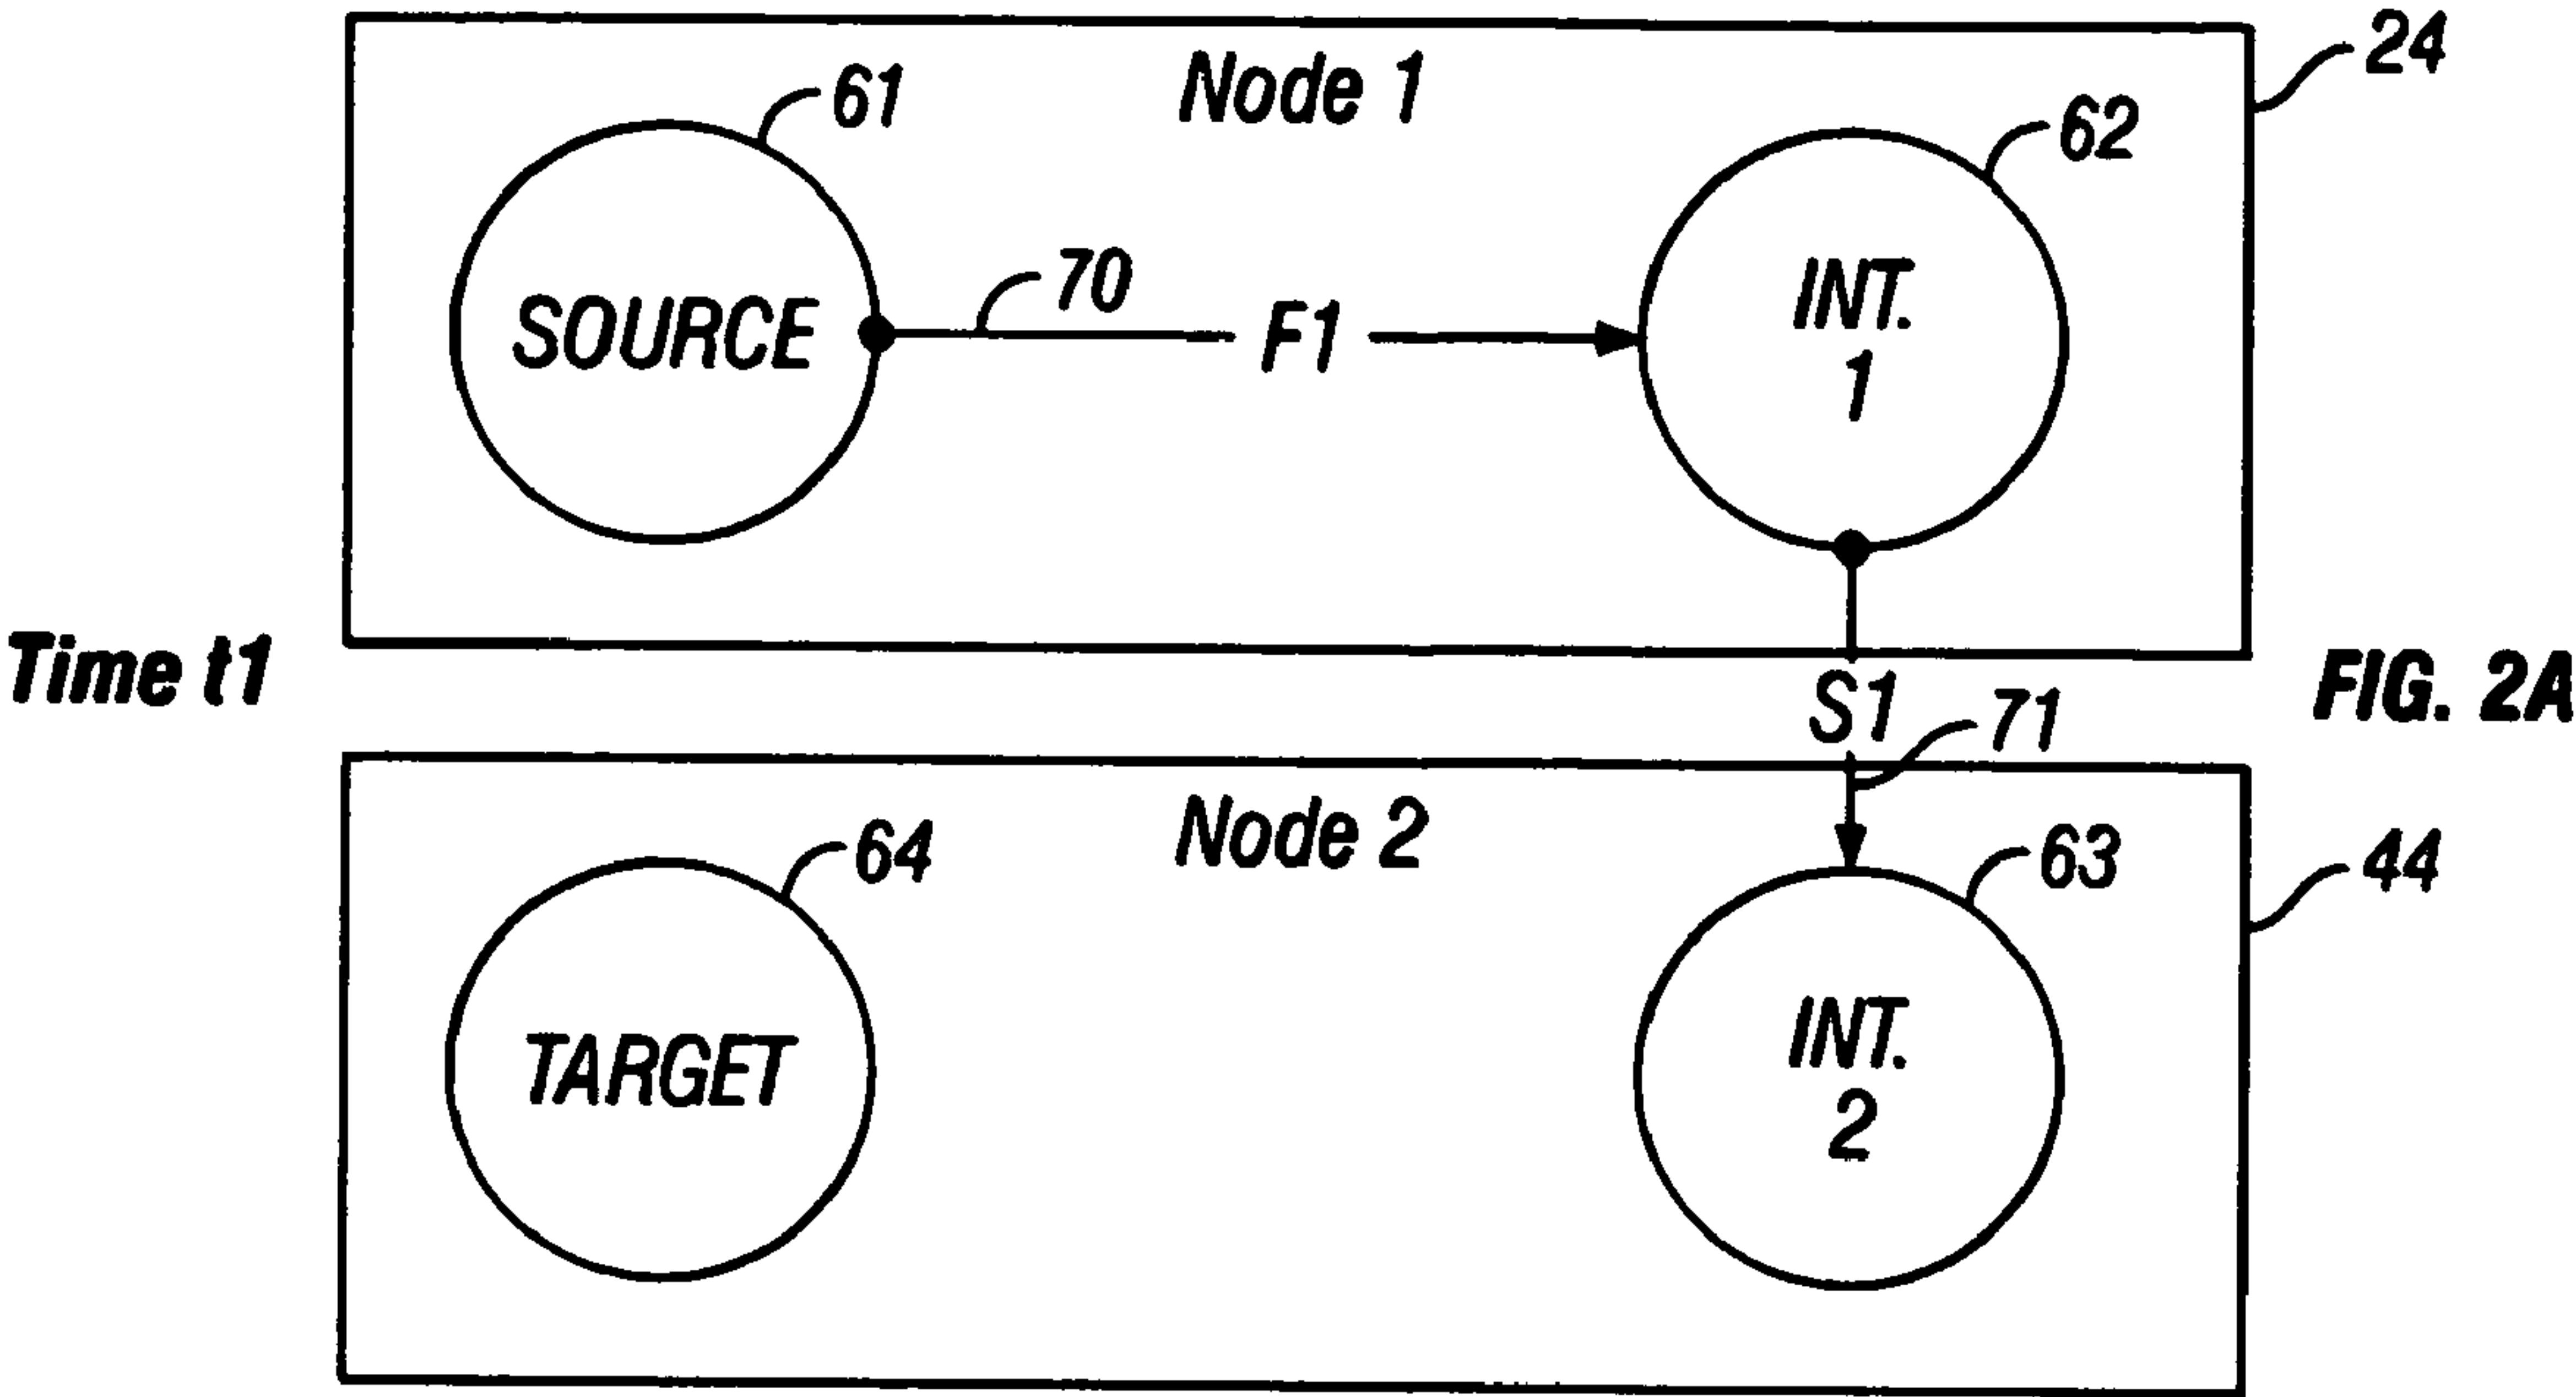 24
Node 1
61
62
70
SOURCE
F1
INT.
1
Time t1
S1
71
FIG. 2A
Node 2
64
63
44
TARGET
INT.
2